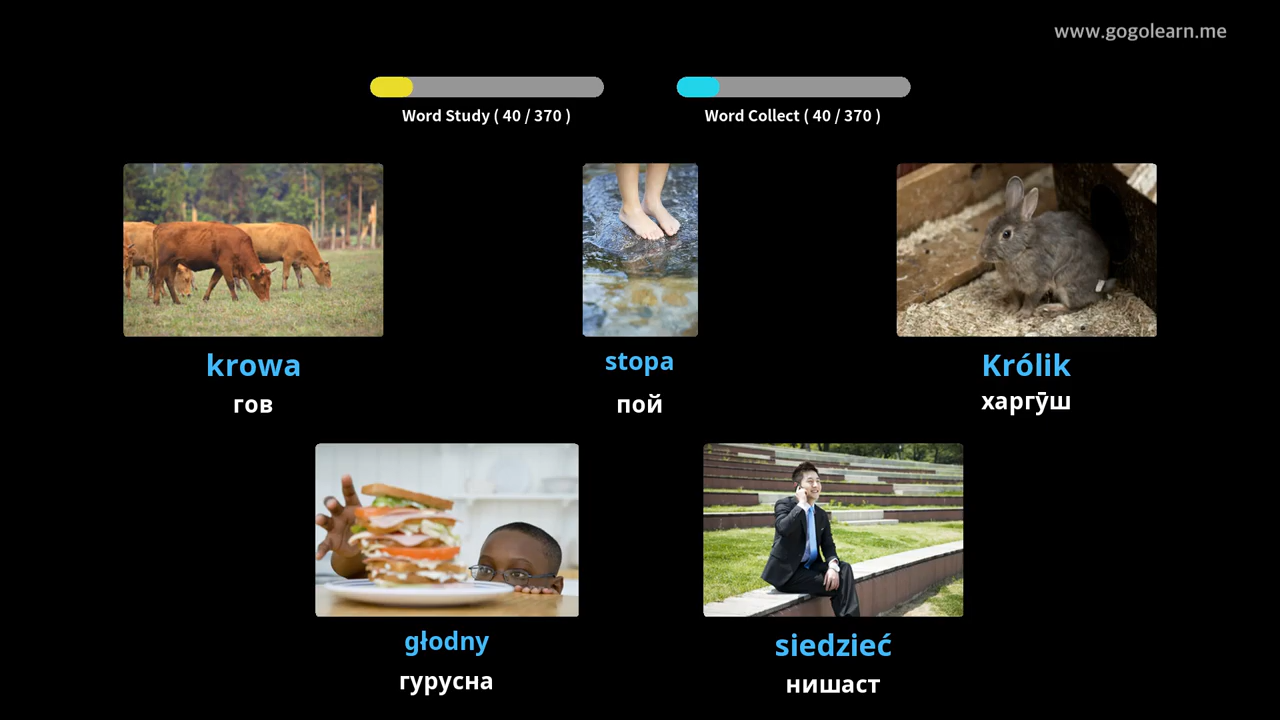 www.gogolearn.me
Word Study ( 40 / 370 )
Word Collect ( 40 / 370 )
krowa
гов
stopa
пой
Królik
харгӯш
głodny
гурусна
siedzieć
нишаст